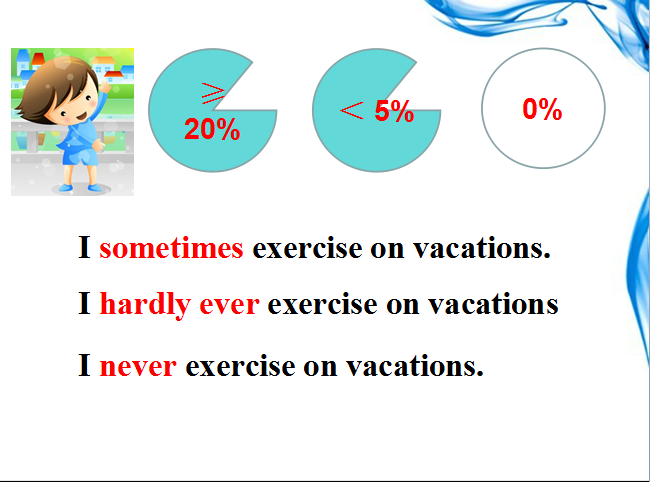 ≥
20%
< 5%
0%
I sometimes exercise on vacations.
I hardly ever exercise on vacations
I never exercise on vacations.